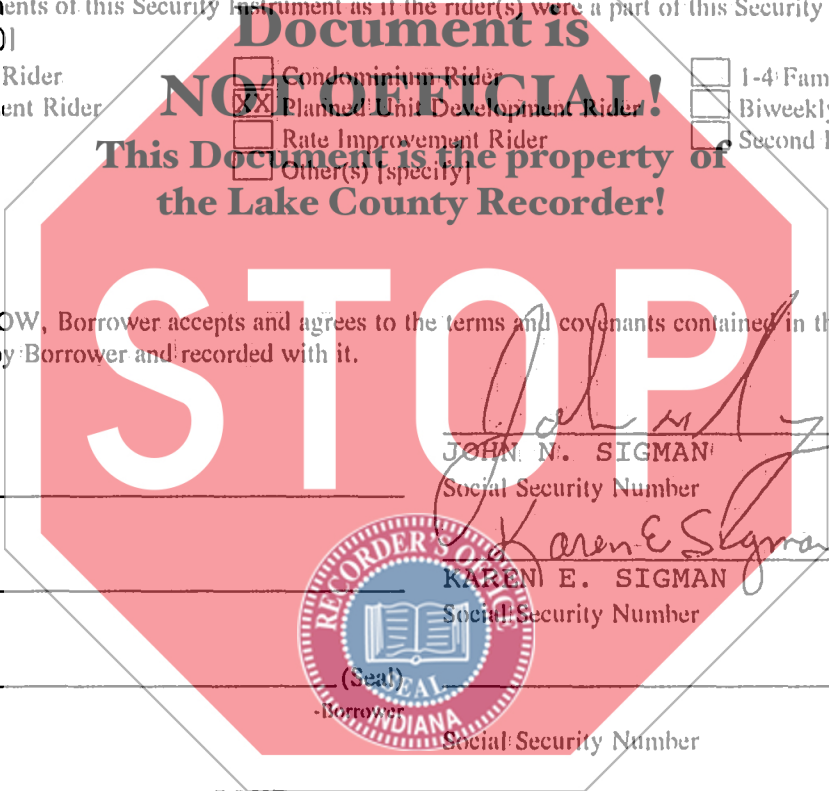 ents of this Security Instrument as if the rider(s) were a part of this Security
Document is
Rider Condominium Rider 1-4 Fam
NOT OFFICIAL!
ent Rider XX Planned Unit Development Rider Biweekly
Rate Improvement Rider Second
This Document is the property of
Other(s) [specify]
the Lake County Recorder!
STOP
OW, Borrower accepts and agrees to the terms and covenants contained in th
y Borrower and recorded with it.
JOHN N. SIGMAN
Social Security Number
Karen E Sigman
KAREN E. SIGMAN
Social Security Number
RECORDER'S OFFICE
SEAL
INDIANA
(Seal)
-Borrower
Social Security Number